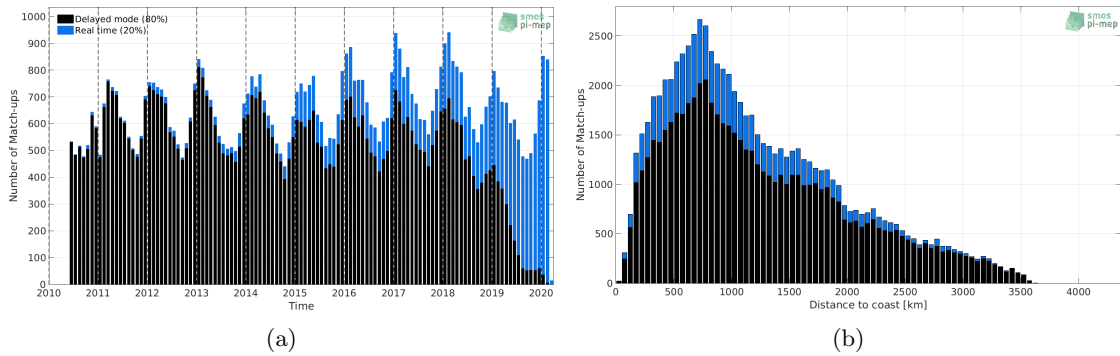 1000
900
800
700
600
500
400
300
200
100
0
Number of Match-ups
Delayed mode (80%)
Real time (20%)
smos
pi-mep
2010 2011 2012 2013 2014 2015 2016 2017 2018 2019 2020
Time
(a)
2500
2000
1500
1000
500
0
Number of Match-ups
smos
pi-mep
0 500 1000 1500 2000 2500 3000 3500 4000
Distance to coast [km]
(b)